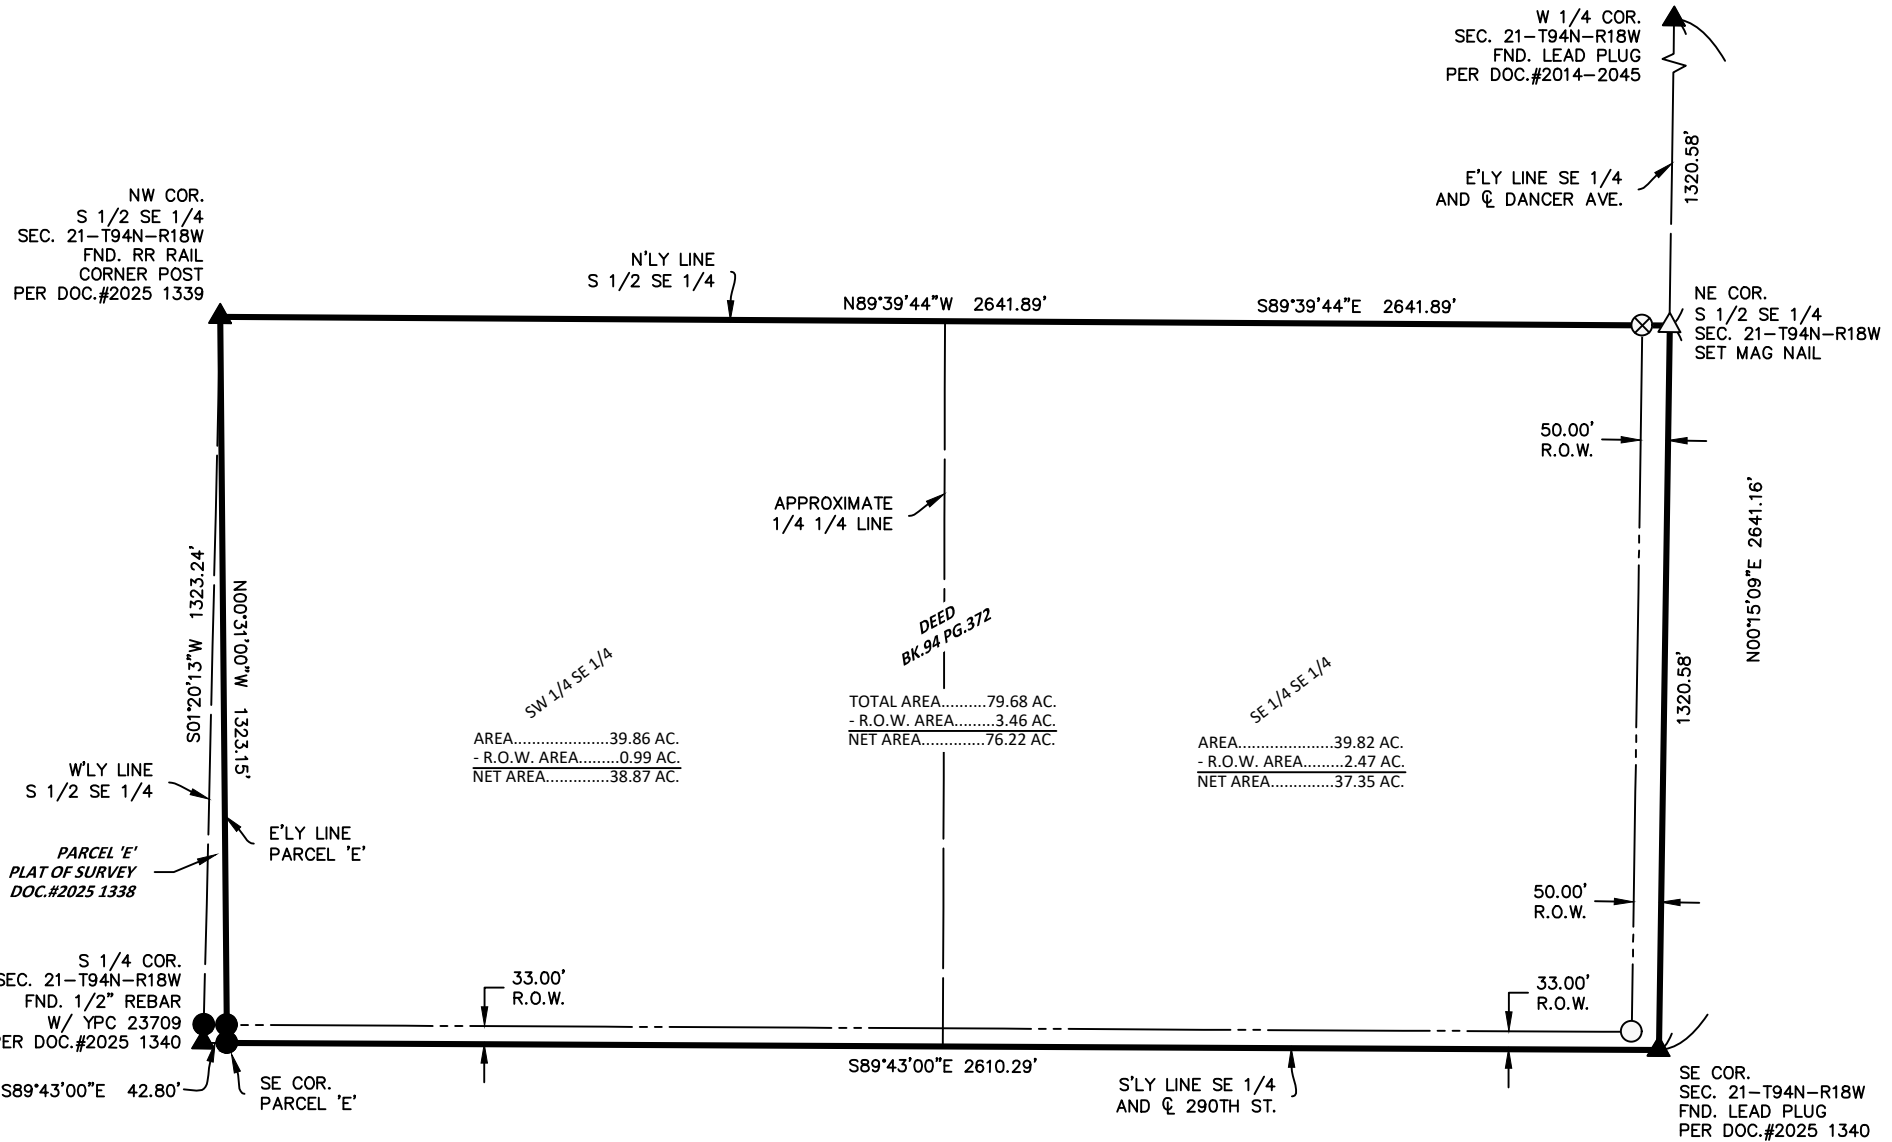 W 1/4 COR.
SEC. 21-T94N-R18W
FND. LEAD PLUG
PER DOC.#2014-2045
1320.58'
E'LY LINE SE 1/4
AND ℄ DANCER AVE.
NW COR.
S 1/2 SE 1/4
SEC. 21-T94N-R18W
FND. RR RAIL
CORNER POST
PER DOC.#2025 1339
N'LY LINE
S 1/2 SE 1/4
N89°39'44"W 2641.89'
S89°39'44"E 2641.89'
NE COR.
S 1/2 SE 1/4
SEC. 21-T94N-R18W
SET MAG NAIL
50.00'
R.O.W.
APPROXIMATE
1/4 1/4 LINE
N00°15'09"E 2641.16'
S01°20'13"W 1323.24'
N00°31'00"W 1323.15'
DEED
BK.94 PG.372
SW 1/4 SE 1/4
SE 1/4 SE 1/4
1320.58'
TOTAL AREA..........79.68 AC.
- R.O.W. AREA.........3.46 AC.
NET AREA..............76.22 AC.
AREA.....................39.86 AC.
- R.O.W. AREA.........0.99 AC.
NET AREA..............38.87 AC.
AREA.....................39.82 AC.
- R.O.W. AREA.........2.47 AC.
NET AREA..............37.35 AC.
W'LY LINE
S 1/2 SE 1/4
E'LY LINE
PARCEL 'E'
PARCEL 'E'
PLAT OF SURVEY
DOC.#2025 1338
50.00'
R.O.W.
S 1/4 COR.
SEC. 21-T94N-R18W
FND. 1/2" REBAR
W/ YPC 23709
PER DOC.#2025 1340
33.00'
R.O.W.
33.00'
R.O.W.
S89°43'00"E 42.80'
SE COR.
PARCEL 'E'
S89°43'00"E 2610.29'
S'LY LINE SE 1/4
AND ℄ 290TH ST.
SE COR.
SEC. 21-T94N-R18W
FND. LEAD PLUG
PER DOC.#2025 1340